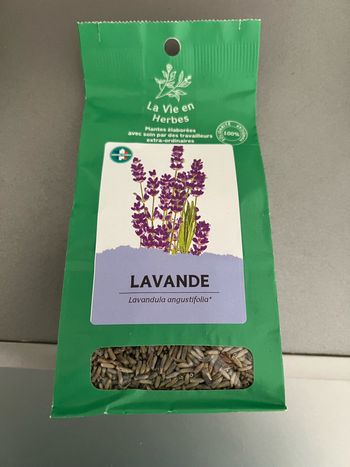 La Vie en
Herbes
Plantes élaborées
avec soin par des travailleurs
extra-ordinaires
100%
LAVANDE
Lavandula angustifolia*